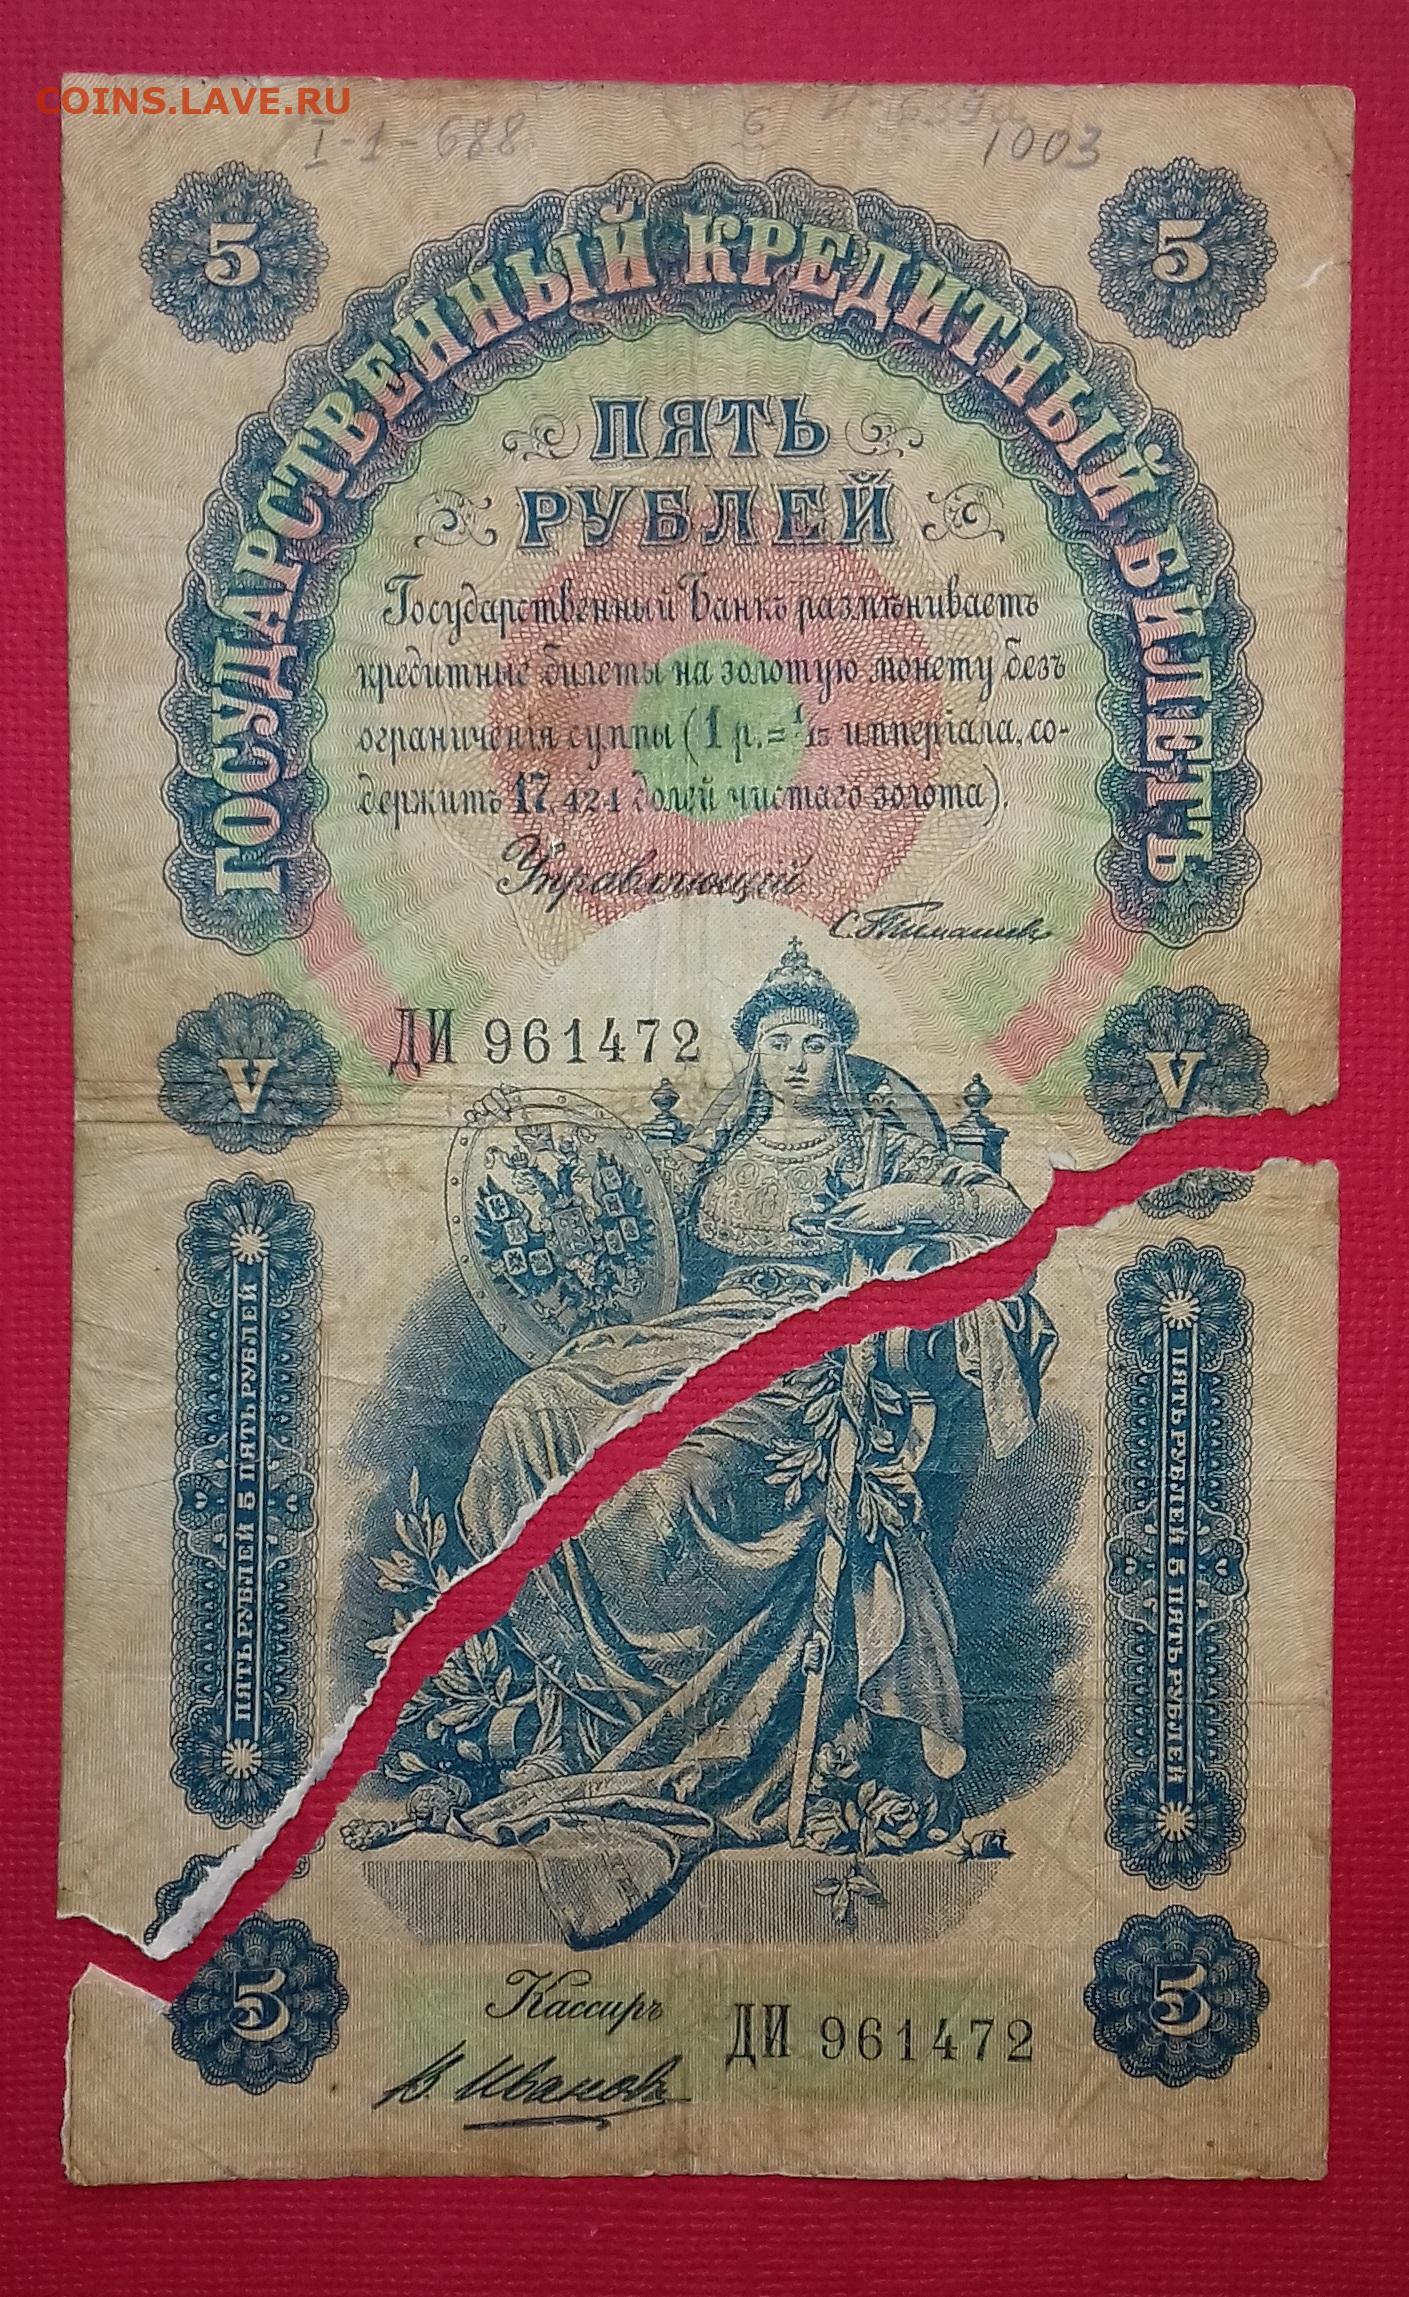 COINS.LAVE.RU
I-1-688
1003
5
5
ГОСУДАРСТВЕННЫЙ КРЕДИТНЫЙ БИЛЕТЪ
ПЯТЬ
РУБЛЕЙ
Государственный Банкъ размѣниваетъ
кредитные билеты на золотую монету безъ
ограниченія суммы (1 р. = 1/15 имперіала, со-
держитъ 17,424 долей чистаго золота).
Управляющій
С. Тимашевъ
ДИ 961472
V
V
ПЯТЬ РУБЛЕЙ 5 ПЯТЬ РУБЛЕЙ
ПЯТЬ РУБЛЕЙ 5 ПЯТЬ РУБЛЕЙ
5
Кассиръ
ДИ 961472
5
В. Ивановъ